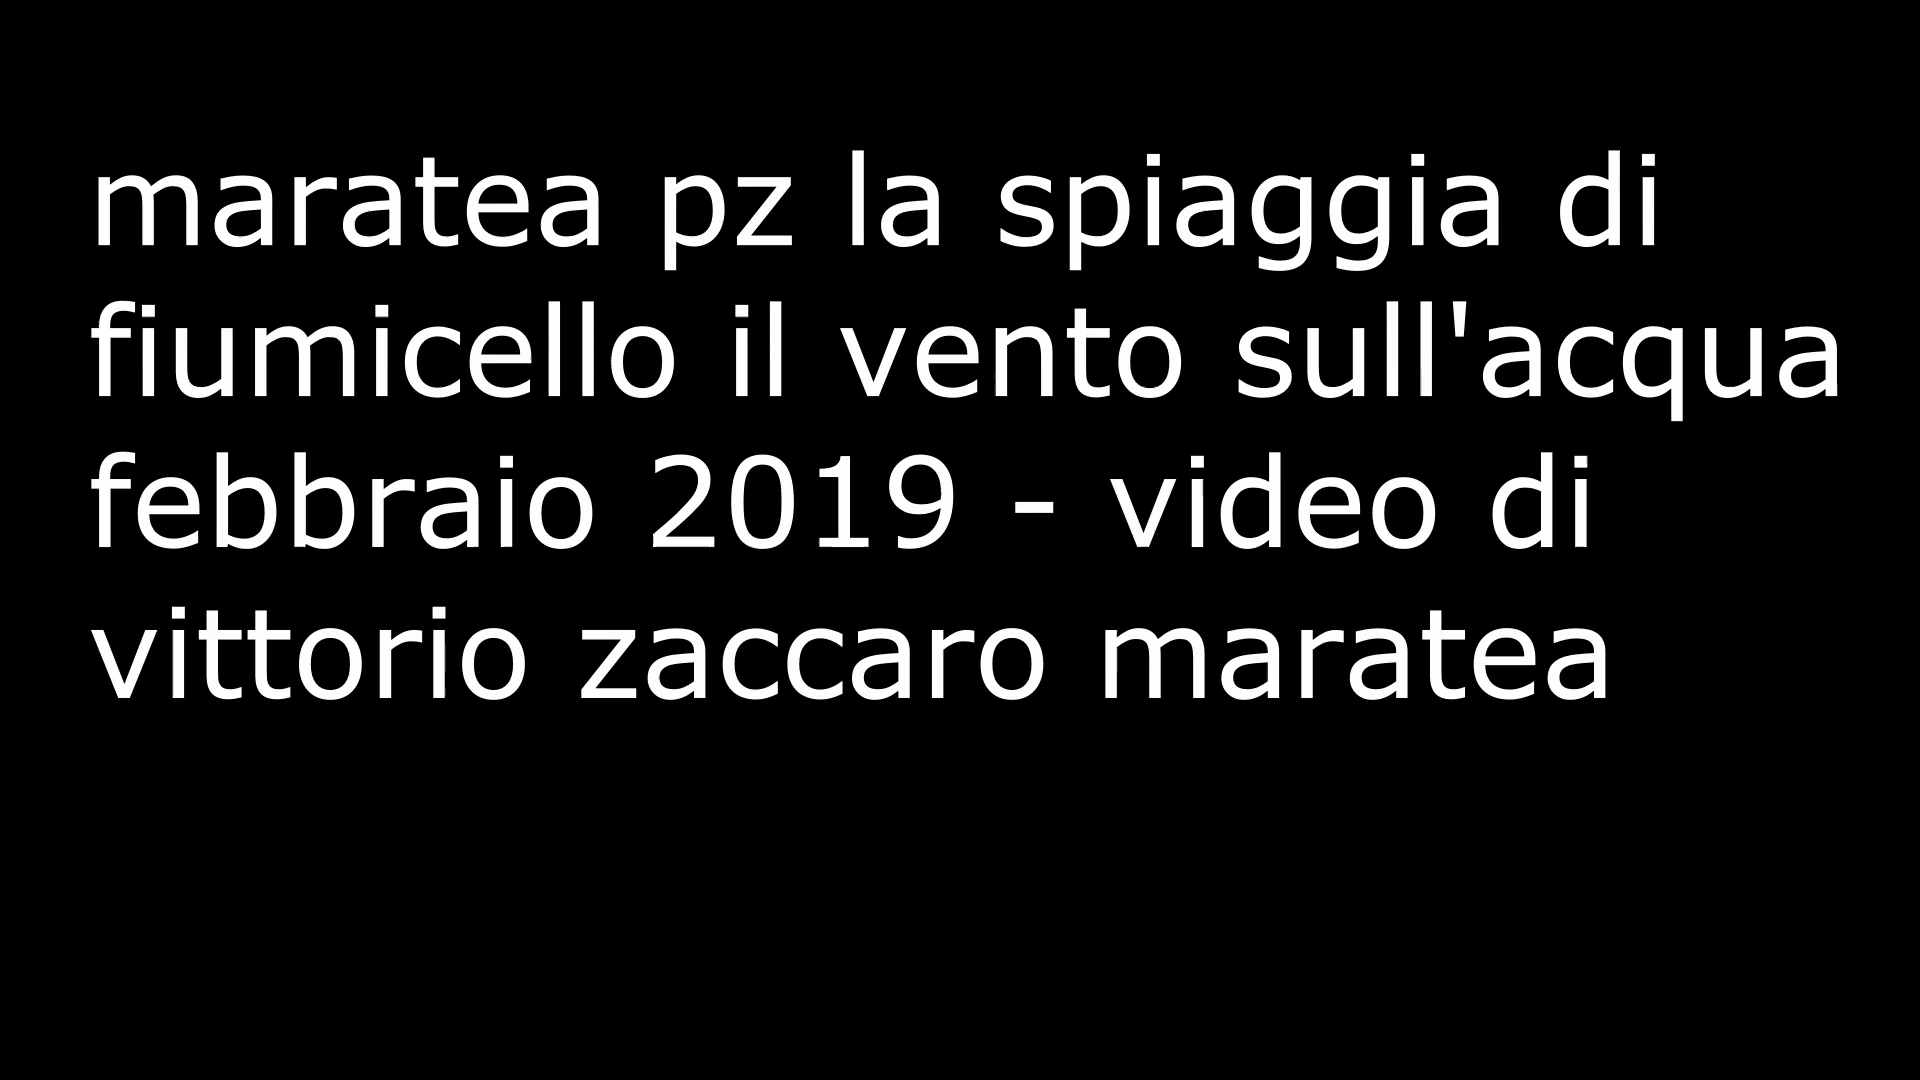 maratea pz la spiaggia di
fiumicello il vento sull'acqua
febbraio 2019 - video di
vittorio zaccaro maratea